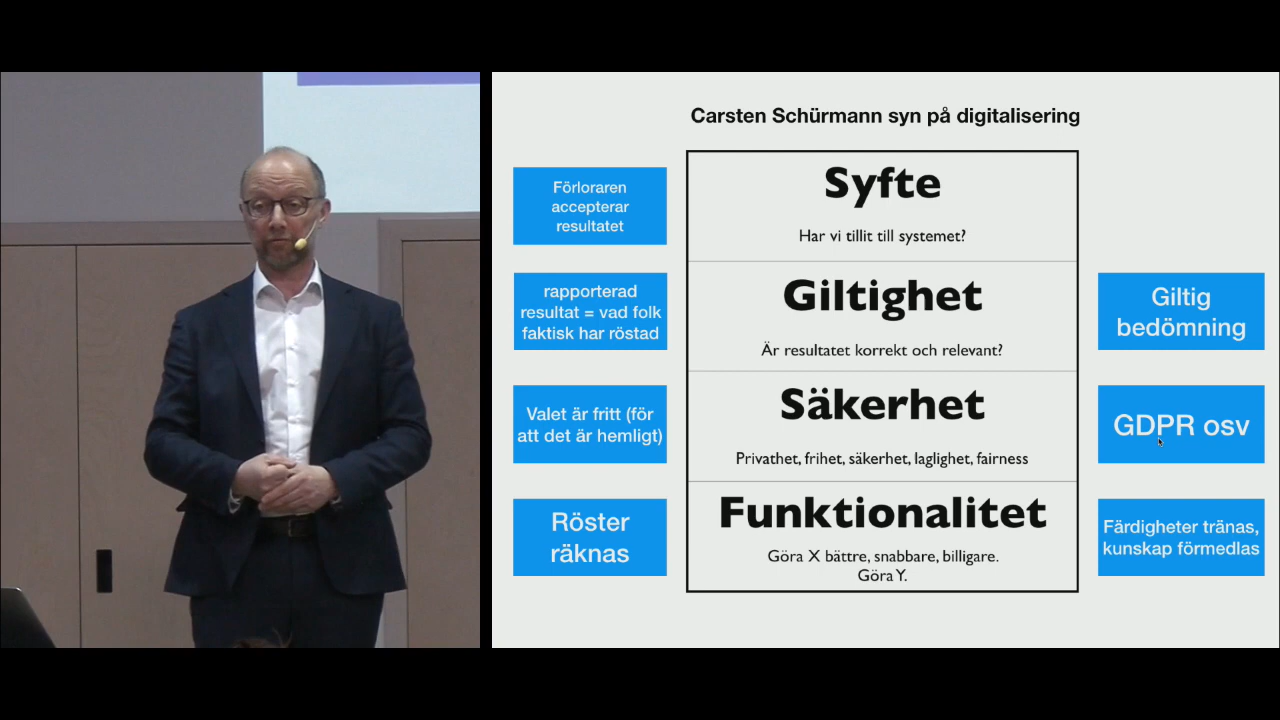 Carsten Schürmann syn på digitalisering
Förloraren
accepterar
resultatet
Syfte
Har vi tillit till systemet?
rapporterad
resultat = vad folk
faktisk har röstad
Giltighet
Är resultatet korrekt och relevant?
Giltig
bedömning
Valet är fritt (för
att det är hemligt)
Säkerhet
Privathet, frihet, säkerhet, laglighet, fairness
GDPR osv
Röster
räknas
Funktionalitet
Göra X bättre, snabbare, billigare.
Göra Y.
Färdigheter tränas,
kunskap förmedlas